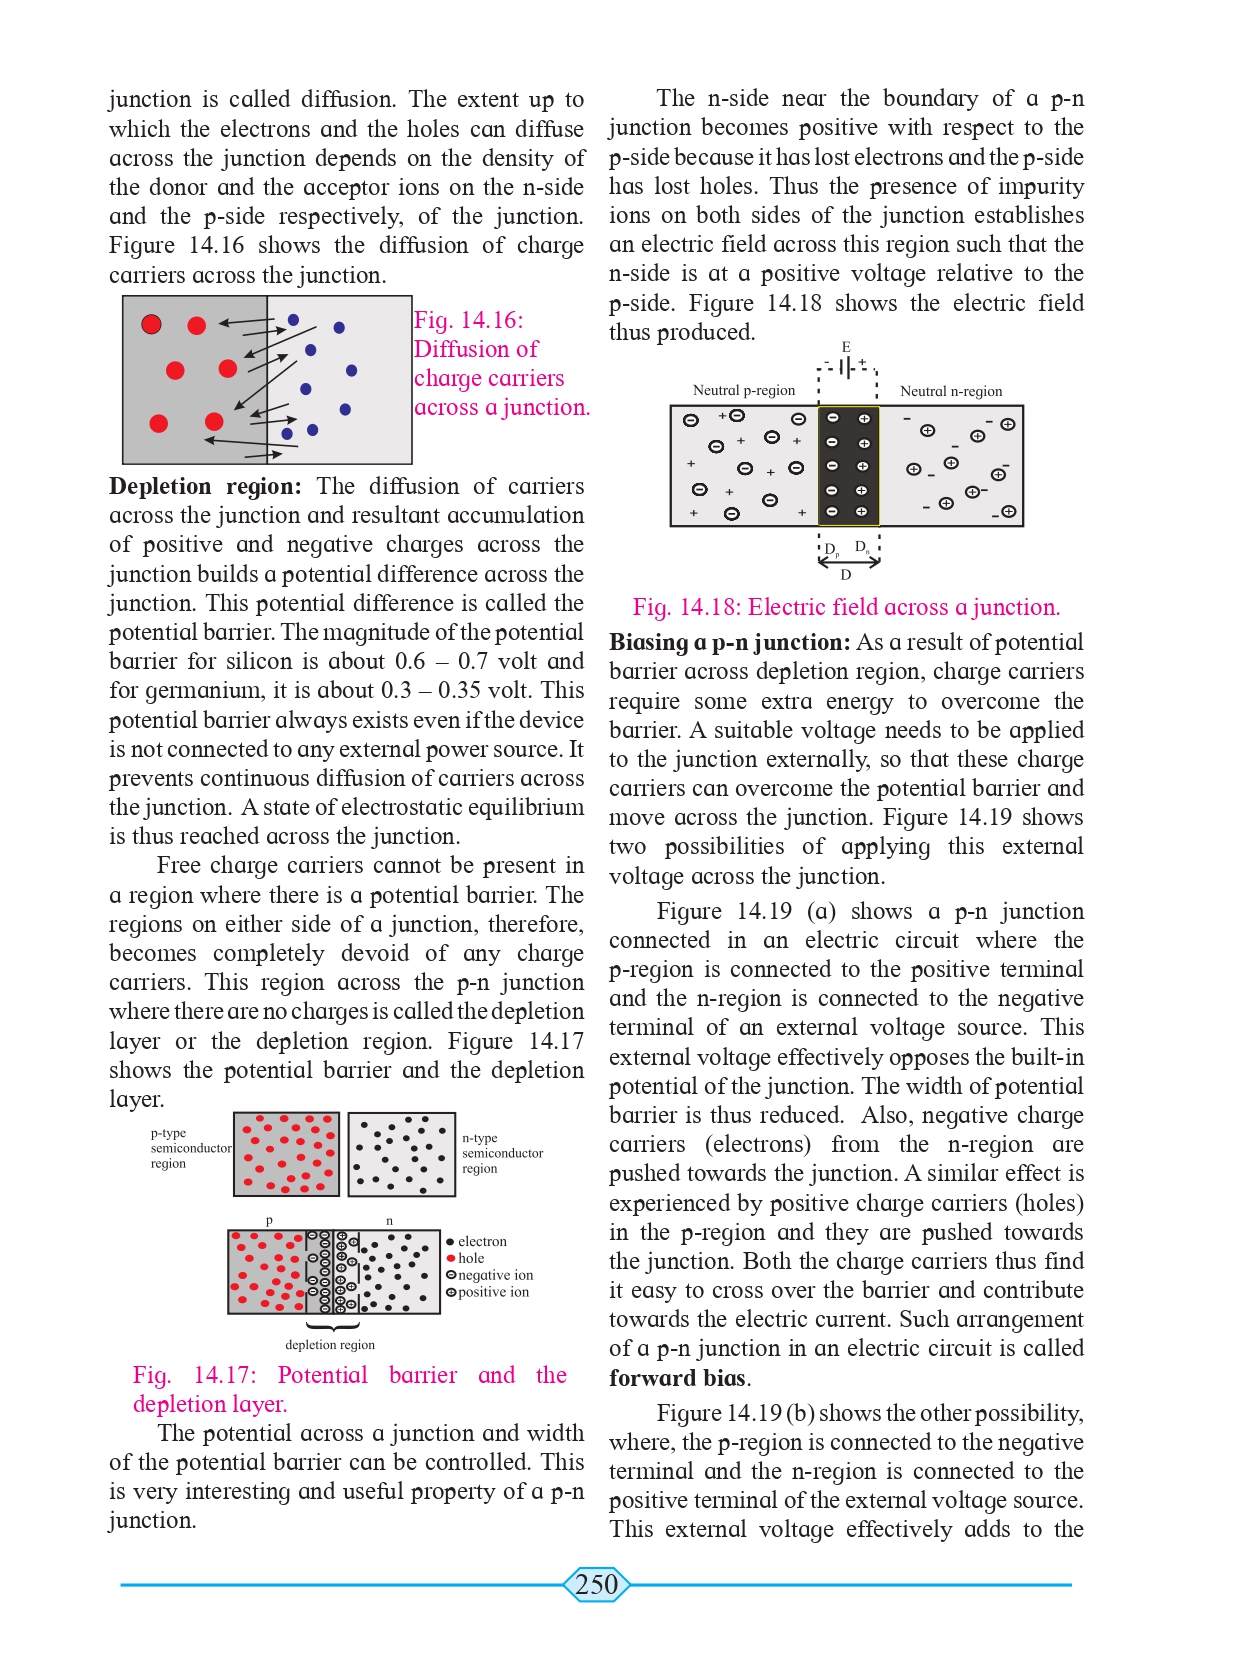 junction is called diffusion. The extent up to
which the electrons and the holes can diffuse
across the junction depends on the density of
the donor and the acceptor ions on the n-side
and the p-side respectively, of the junction.
Figure 14.16 shows the diffusion of charge
carriers across the junction.
Fig. 14.16:
Diffusion of
charge carriers
across a junction.
Depletion region: The diffusion of carriers
across the junction and resultant accumulation
of positive and negative charges across the
junction builds a potential difference across the
junction. This potential difference is called the
potential barrier. The magnitude of the potential
barrier for silicon is about 0.6 – 0.7 volt and
for germanium, it is about 0.3 – 0.35 volt. This
potential barrier always exists even if the device
is not connected to any external power source. It
prevents continuous diffusion of carriers across
the junction. A state of electrostatic equilibrium
is thus reached across the junction.
Free charge carriers cannot be present in
a region where there is a potential barrier. The
regions on either side of a junction, therefore,
becomes completely devoid of any charge
carriers. This region across the p-n junction
where there are no charges is called the depletion
layer or the depletion region. Figure 14.17
shows the potential barrier and the depletion
layer.
p-type
semiconductor
region
n-type
semiconductor
region
p
n
electron
hole
negative ion
positive ion
depletion region
Fig. 14.17: Potential barrier and the
depletion layer.
The potential across a junction and width
of the potential barrier can be controlled. This
is very interesting and useful property of a p-n
junction.
The n-side near the boundary of a p-n
junction becomes positive with respect to the
p-side because it has lost electrons and the p-side
has lost holes. Thus the presence of impurity
ions on both sides of the junction establishes
an electric field across this region such that the
n-side is at a positive voltage relative to the
p-side. Figure 14.18 shows the electric field
thus produced.
E
- +
Neutral p-region
Neutral n-region
Dp Dn
D
Fig. 14.18: Electric field across a junction.
Biasing a p-n junction: As a result of potential
barrier across depletion region, charge carriers
require some extra energy to overcome the
barrier. A suitable voltage needs to be applied
to the junction externally, so that these charge
carriers can overcome the potential barrier and
move across the junction. Figure 14.19 shows
two possibilities of applying this external
voltage across the junction.
Figure 14.19 (a) shows a p-n junction
connected in an electric circuit where the
p-region is connected to the positive terminal
and the n-region is connected to the negative
terminal of an external voltage source. This
external voltage effectively opposes the built-in
potential of the junction. The width of potential
barrier is thus reduced. Also, negative charge
carriers (electrons) from the n-region are
pushed towards the junction. A similar effect is
experienced by positive charge carriers (holes)
in the p-region and they are pushed towards
the junction. Both the charge carriers thus find
it easy to cross over the barrier and contribute
towards the electric current. Such arrangement
of a p-n junction in an electric circuit is called
forward bias.
Figure 14.19 (b) shows the other possibility,
where, the p-region is connected to the negative
terminal and the n-region is connected to the
positive terminal of the external voltage source.
This external voltage effectively adds to the
250